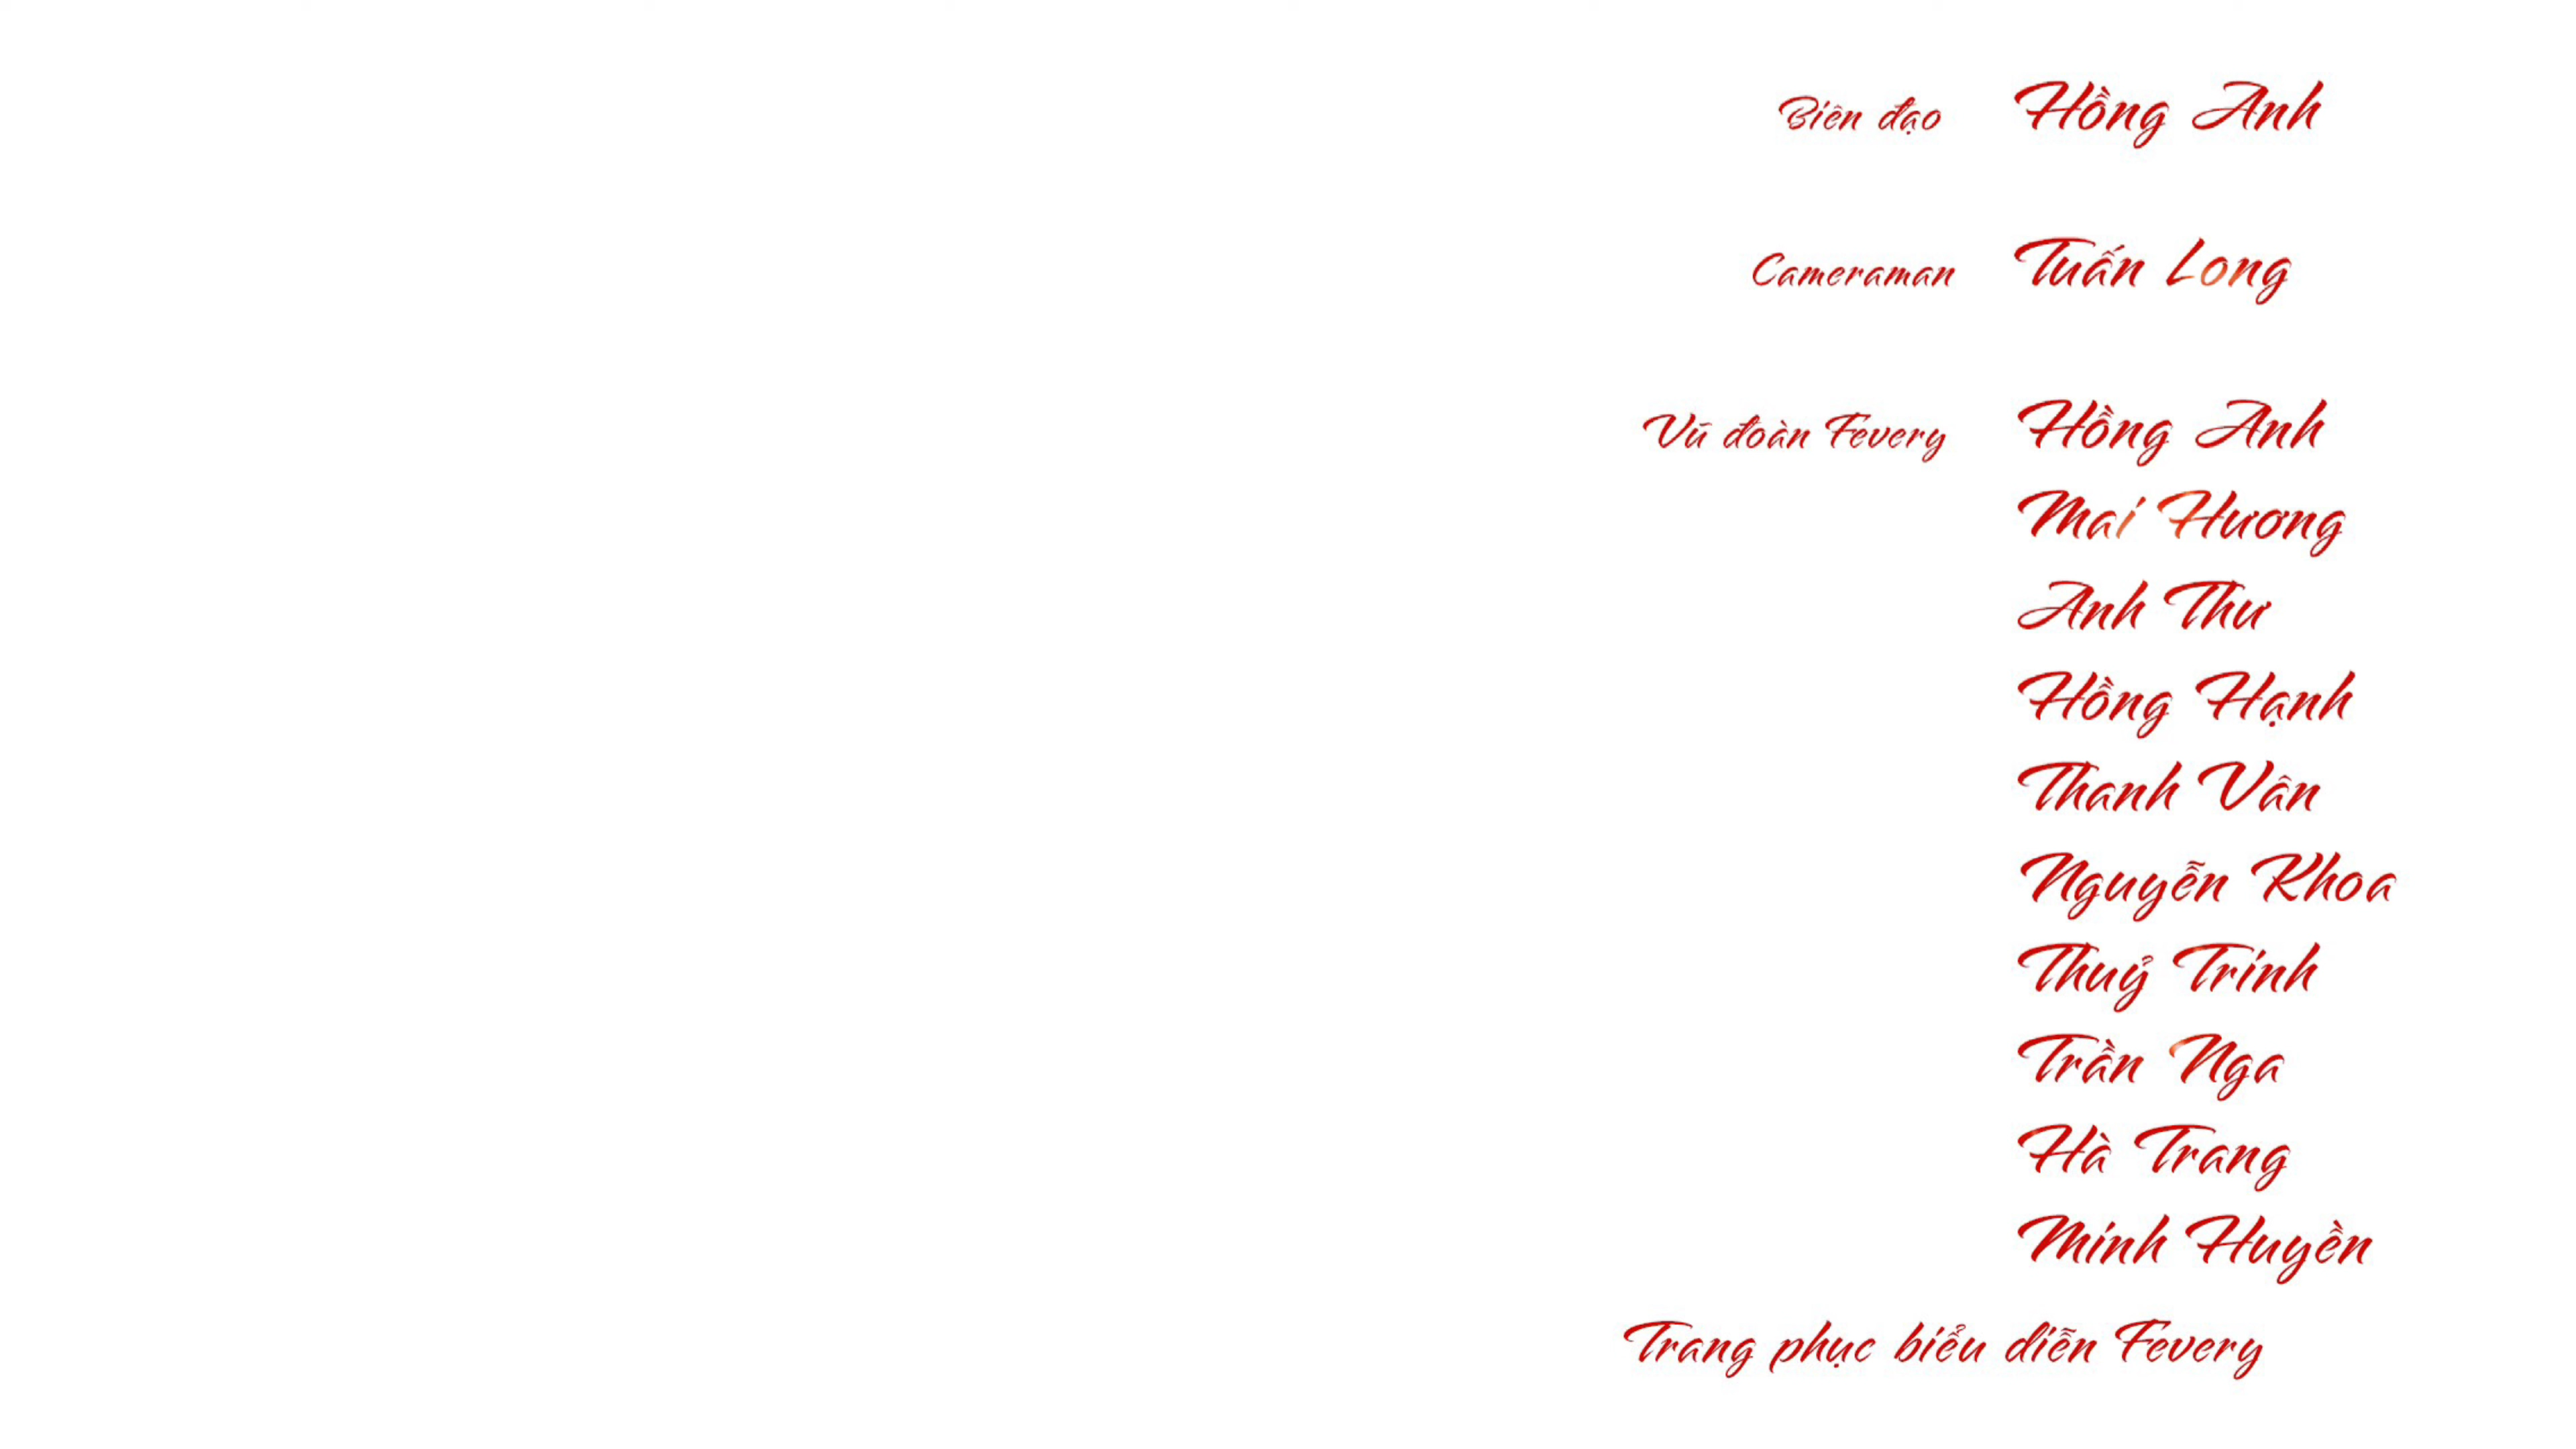 Biên đạo Hồng Anh
Cameraman Tuấn Long
Vũ đoàn Fevery Hồng Anh
Mai Hương
Anh Thư
Hồng Hạnh
Thanh Vân
Nguyễn Khoa
Thuỷ Trinh
Trần Nga
Hà Trang
Minh Huyền
Trang phục biểu diễn Fevery